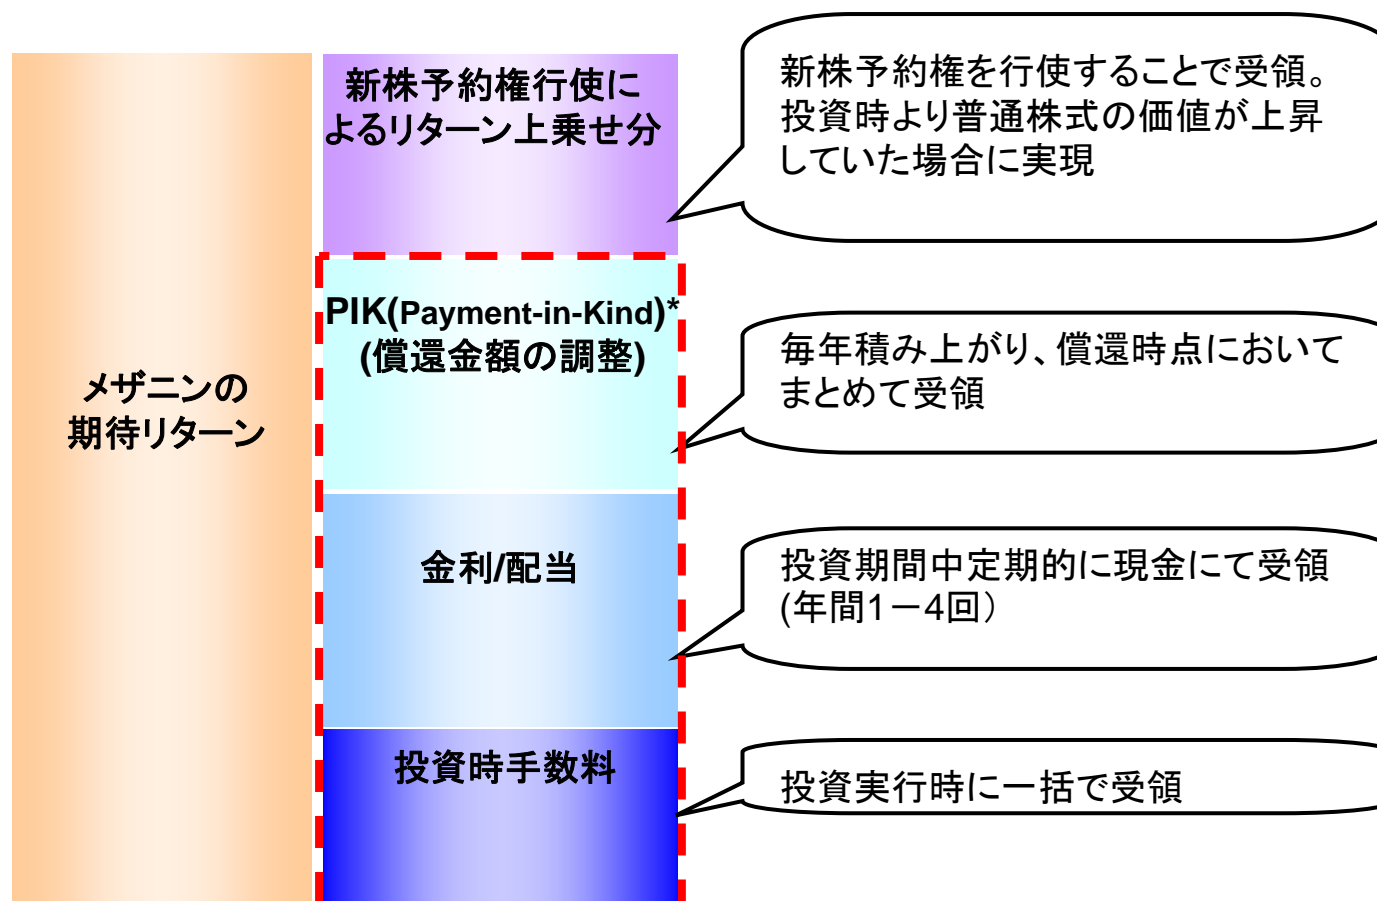 メザニンの
期待リターン
新株予約権行使に
よるリターン上乗せ分
新株予約権を行使することで受領。
投資時より普通株式の価値が上昇
していた場合に実現
PIK(Payment-in-Kind)*
(償還金額の調整)
毎年積み上がり、償還時点において
まとめて受領
金利/配当
投資期間中定期的に現金にて受領
(年間1－4回）
投資時手数料
投資実行時に一括で受領